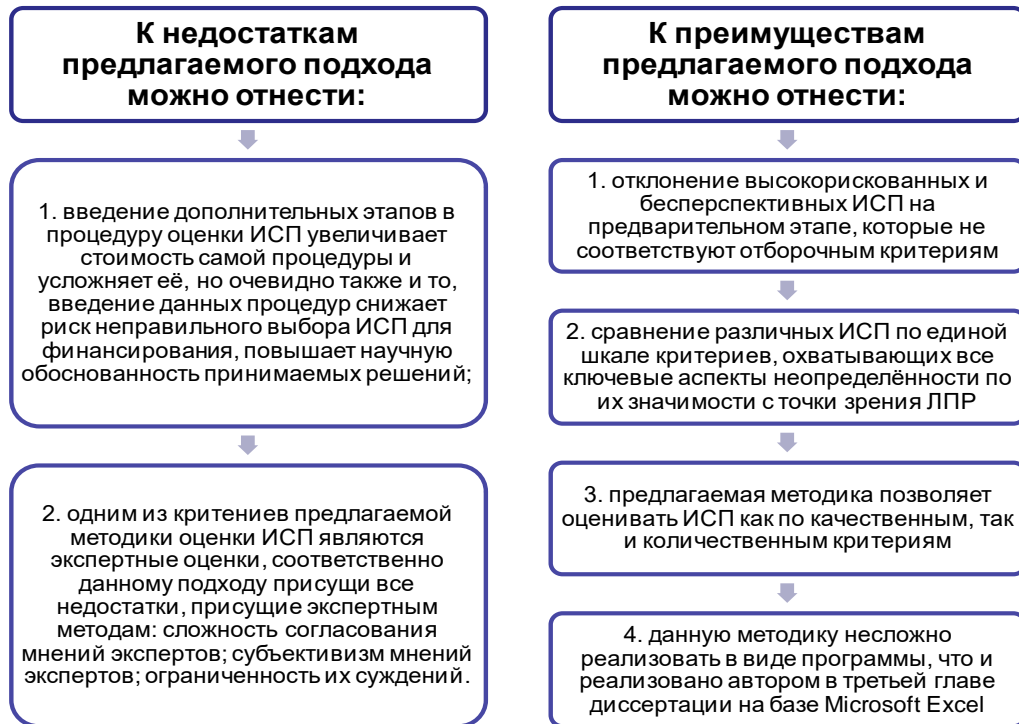 К недостаткам
предлагаемого подхода
можно отнести:
1. введение дополнительных этапов в
процедуру оценки ИСП увеличивает
стоимость самой процедуры и
усложняет её, но очевидно также и то,
введение данных процедур снижает
риск неправильного выбора ИСП для
финансирования, повышает научную
обоснованность принимаемых решений;
2. одним из критениев предлагаемой
методики оценки ИСП являются
экспертные оценки, соответственно
данному подходу присущи все
недостатки, присущие экспертным
методам: сложность согласования
мнений экспертов; субъективизм мнений
экспертов; ограниченность их суждений.
К преимуществам
предлагаемого подхода
можно отнести:
1. отклонение высокорискованных и
бесперспективных ИСП на
предварительном этапе, которые не
соответствуют отборочным критериям
2. сравнение различных ИСП по единой
шкале критериев, охватывающих все
ключевые аспекты неопределённости по
их значимости с точки зрения ЛПР
3. предлагаемая методика позволяет
оценивать ИСП как по качественным, так
и количественным критериям
4. данную методику несложно
реализовать в виде программы, что и
реализовано автором в третьей главе
диссертации на базе Microsoft Excel